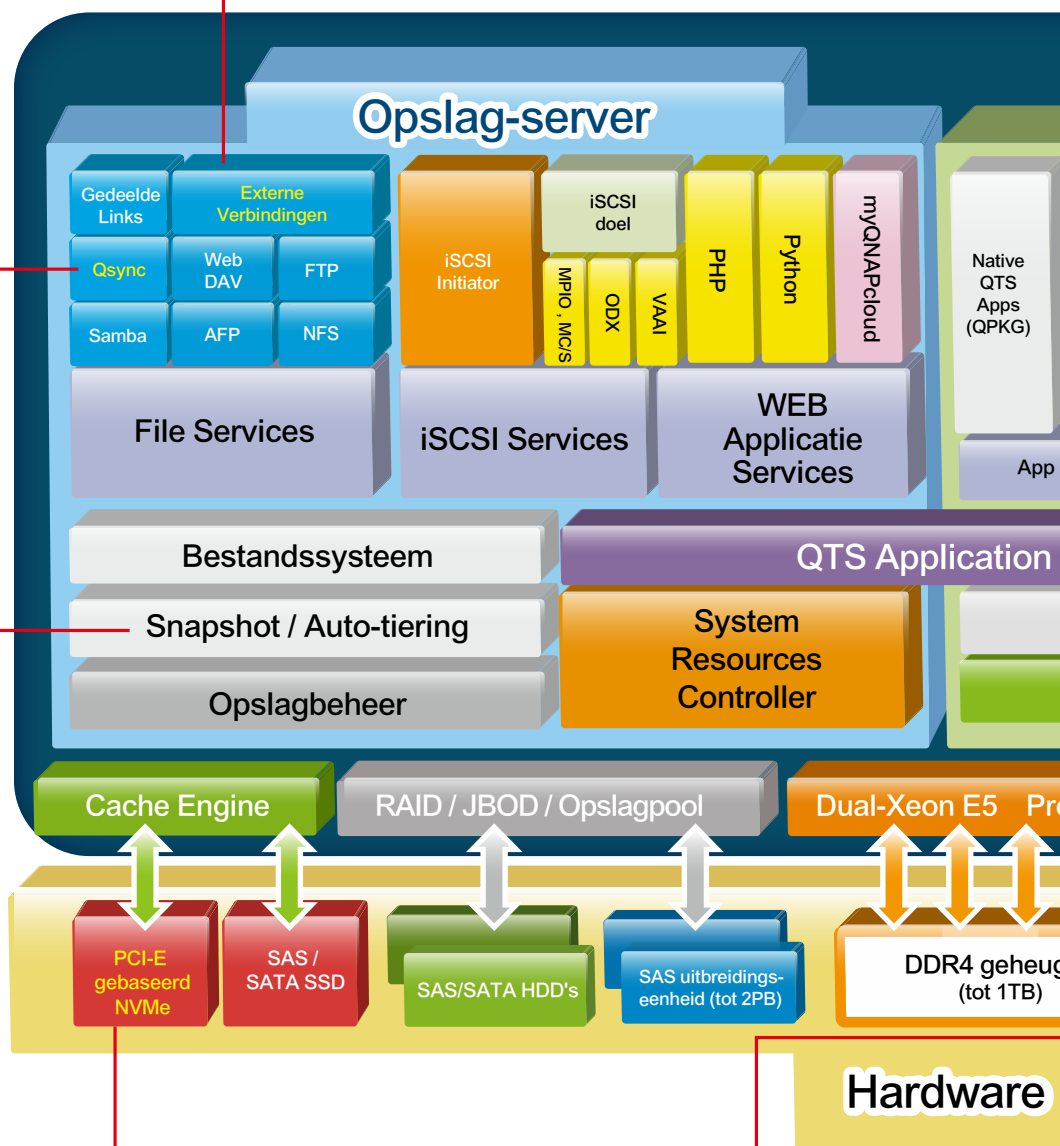 Opslag-server
Gedeelde
Links
Externe
Verbindingen
Qsync
Web
DAV
FTP
Samba
AFP
NFS
iSCSI
Initiator
iSCSI
doel
MPIO , MC/S
ODX
VAAI
PHP
Python
myQNAPcloud
Native
QTS
Apps
(QPKG)
File Services
iSCSI Services
WEB
Applicatie
Services
App
Bestandssysteem
QTS Application
Snapshot / Auto-tiering
System
Resources
Controller
Opslagbeheer
Cache Engine
RAID / JBOD / Opslagpool
Dual-Xeon E5
PCI-E
gebaseerd
NVMe
SAS /
SATA SSD
SAS/SATA HDD's
SAS uitbreidings-
eenheid (tot 2PB)
DDR4 geheug
(tot 1TB)
Hardware